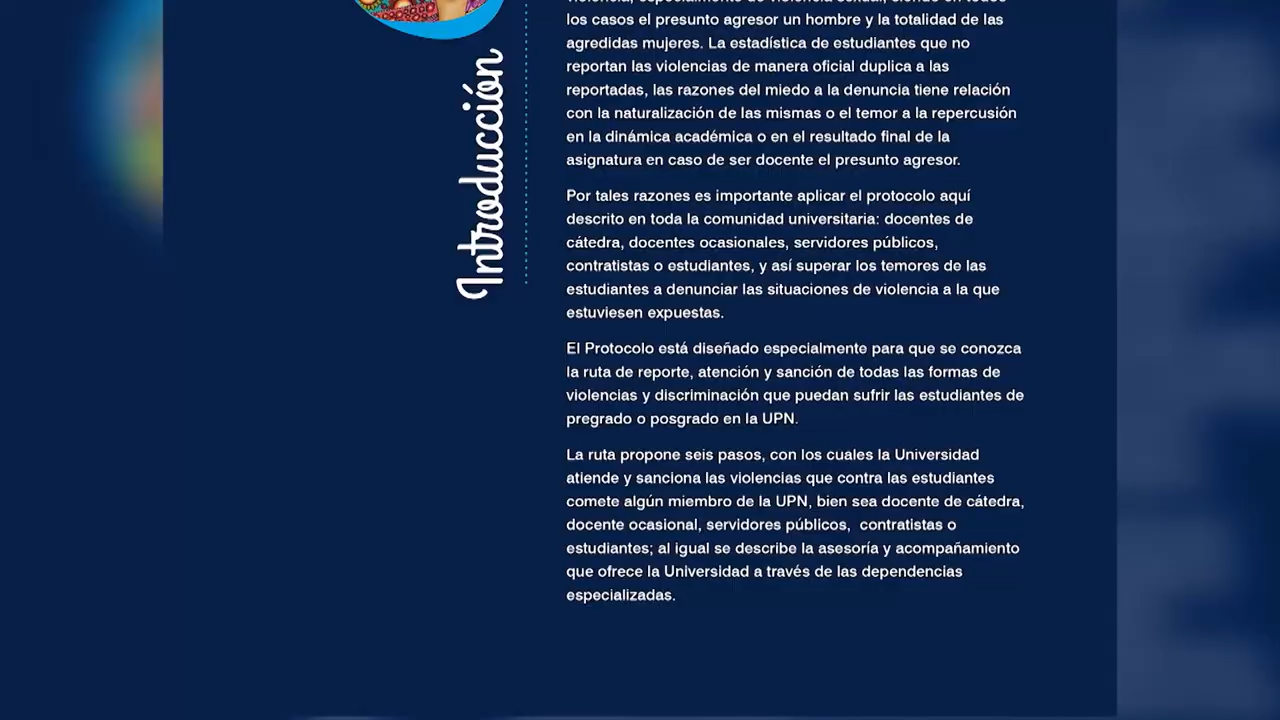 violencia, especialmente de violencia sexual, siendo en todos
los casos el presunto agresor un hombre y la totalidad de las
agredidas mujeres. La estadística de estudiantes que no
reportan las violencias de manera oficial duplica a las
reportadas, las razones del miedo a la denuncia tiene relación
con la naturalización de las mismas o el temor a la repercusión
en la dinámica académica o en el resultado final de la
asignatura en caso de ser docente el presunto agresor.
Por tales razones es importante aplicar el protocolo aquí
descrito en toda la comunidad universitaria: docentes de
cátedra, docentes ocasionales, servidores públicos,
contratistas o estudiantes, y así superar los temores de las
estudiantes a denunciar las situaciones de violencia a la que
estuviesen expuestas.
El Protocolo está diseñado especialmente para que se conozca
la ruta de reporte, atención y sanción de todas las formas de
violencias y discriminación que puedan sufrir las estudiantes de
pregrado o posgrado en la UPN.
La ruta propone seis pasos, con los cuales la Universidad
atiende y sanciona las violencias que contra las estudiantes
comete algún miembro de la UPN, bien sea docente de cátedra,
docente ocasional, servidores públicos, contratistas o
estudiantes; al igual se describe la asesoría y acompañamiento
que ofrece la Universidad a través de las dependencias
especializadas.
Introducción